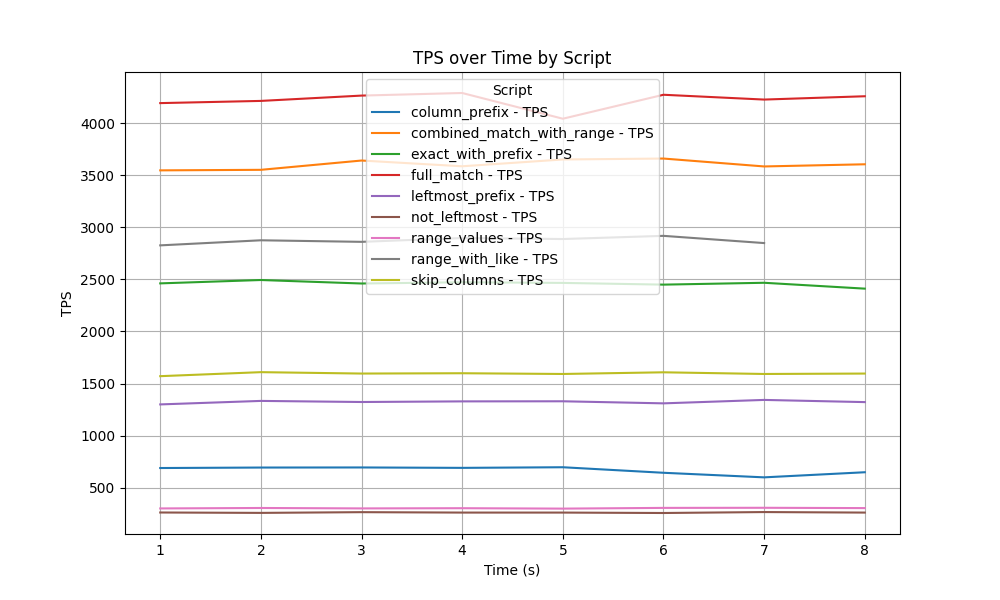 TPS over Time by Script
Script
column_prefix - TPS
combined_match_with_range - TPS
exact_with_prefix - TPS
full_match - TPS
leftmost_prefix - TPS
not_leftmost - TPS
range_values - TPS
range_with_like - TPS
skip_columns - TPS
TPS
4000
3500
3000
2500
2000
1500
1000
500
1 2 3 4 5 6 7 8
Time (s)